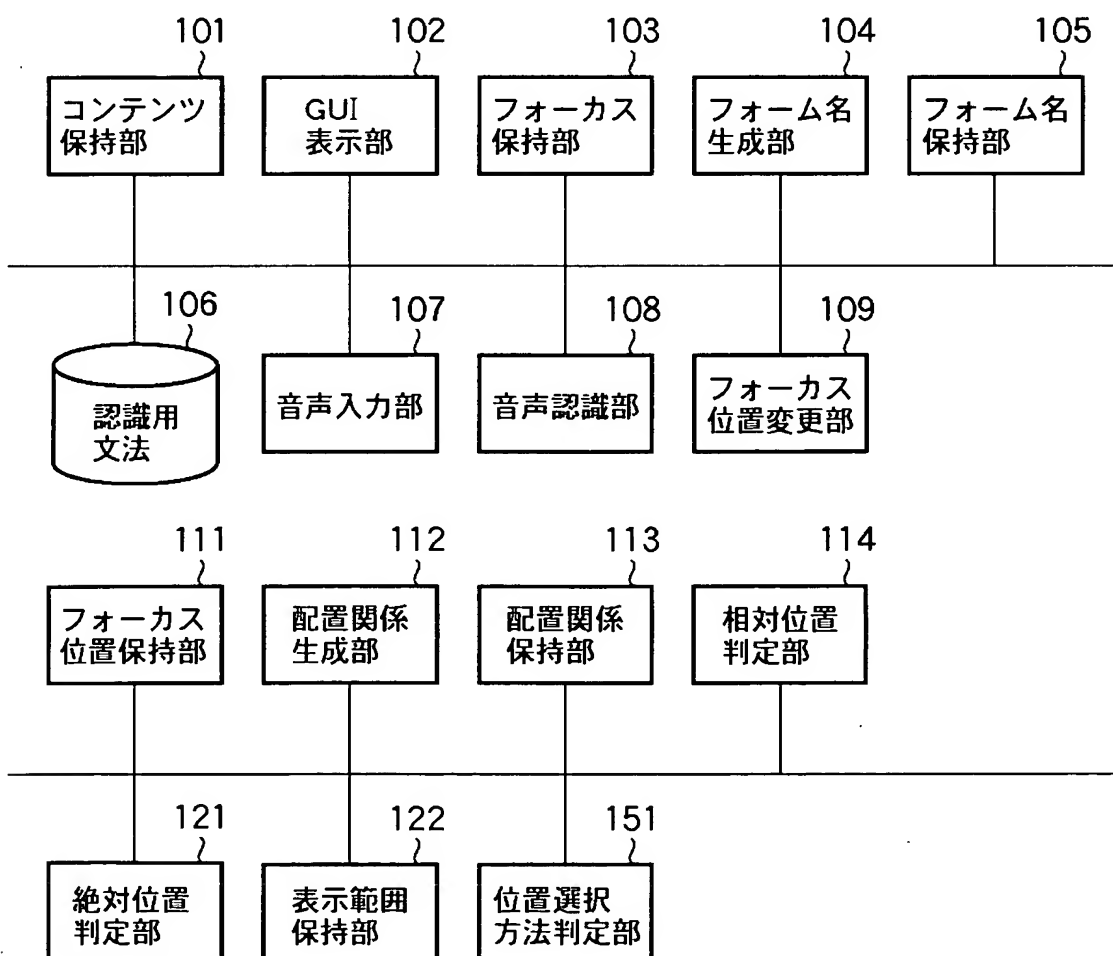 101
102
103
104
105
コンテンツ
保持部
GUI
表示部
フォーカス
保持部
フォーム名
生成部
フォーム名
保持部
106
107
108
109
認識用
文法
音声入力部
音声認識部
フォーカス
位置変更部
111
112
113
114
フォーカス
位置保持部
配置関係
生成部
配置関係
保持部
相対位置
判定部
121
122
151
絶対位置
判定部
表示範囲
保持部
位置選択
方法判定部